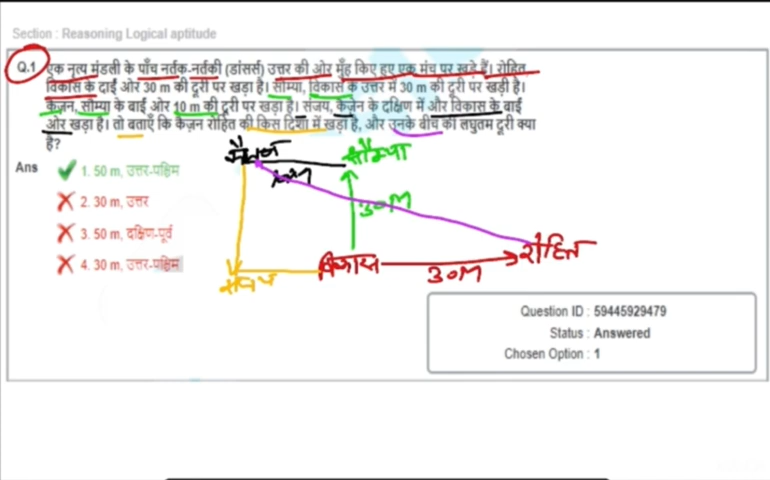 Section : Reasoning Logical aptitude
Q.1 एक नृत्य मंडली के पाँच नर्तक-नर्तकी (डांसर्स) उत्तर की ओर मुँह किए हुए एक मंच पर खड़े हैं। रोहित,
विकास के दाईं ओर 30 m की दूरी पर खड़ा है। सौम्या, विकास के उत्तर में 30 m की दूरी पर खड़ी है।
कैज़न, सौम्या के बाईं ओर 10 m की दूरी पर खड़ा है। संजय, कैज़न के दक्षिण में और विकास के बाईं
ओर खड़ा है। तो बताएँ कि कैज़न रोहित की किस दिशा में खड़ा है, और उनके बीच की लघुतम दूरी क्या
है?
Ans 1. 50 m, उत्तर-पश्चिम
2. 30 m, उत्तर
3. 50 m, दक्षिण-पूर्व
4. 30 m, उत्तर-पश्चिम
सौम्या
10M
30M
विकास
रोहित
30M
Question ID : 59445929479
Status : Answered
Chosen Option : 1